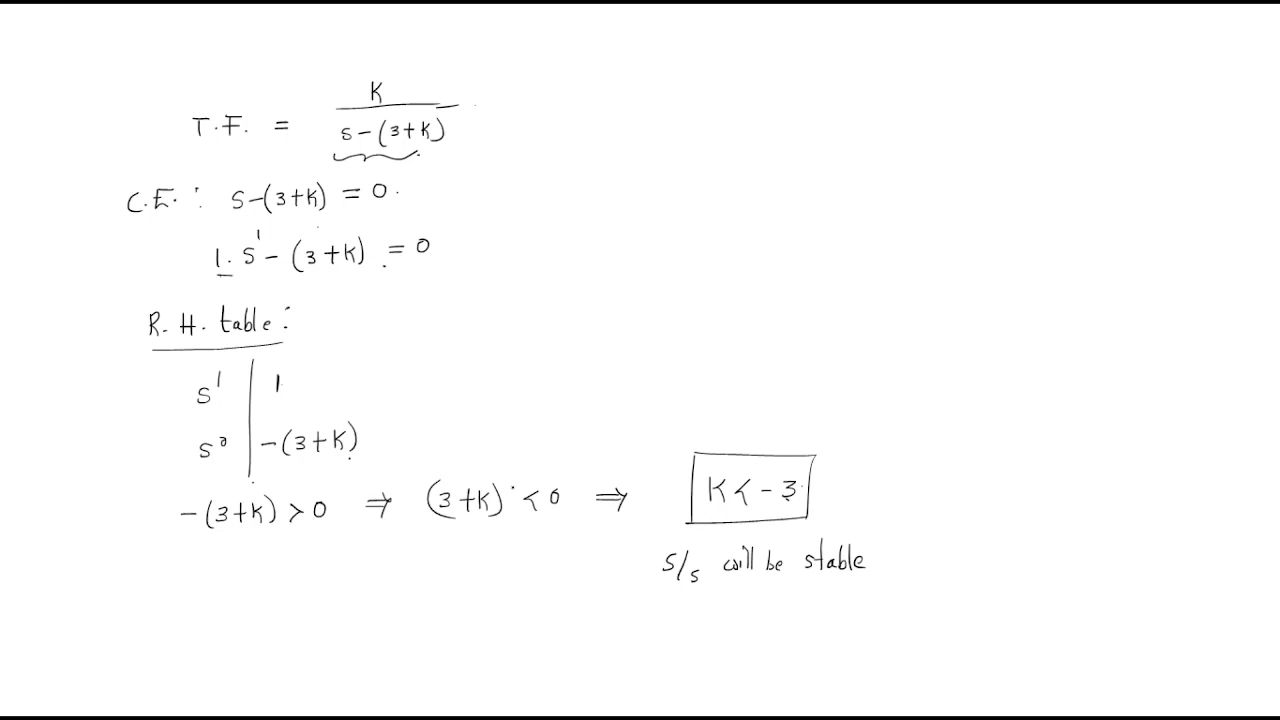 T.F. = K / s-(3+K)
C.E. : s-(3+K) = 0.
1. s¹ - (3+K) = 0
R. H. table:
s¹ | 1
s⁰ | -(3+K)
-(3+K) > 0 ⇒ (3+K) < 0 ⇒ K < -3
S/s will be stable